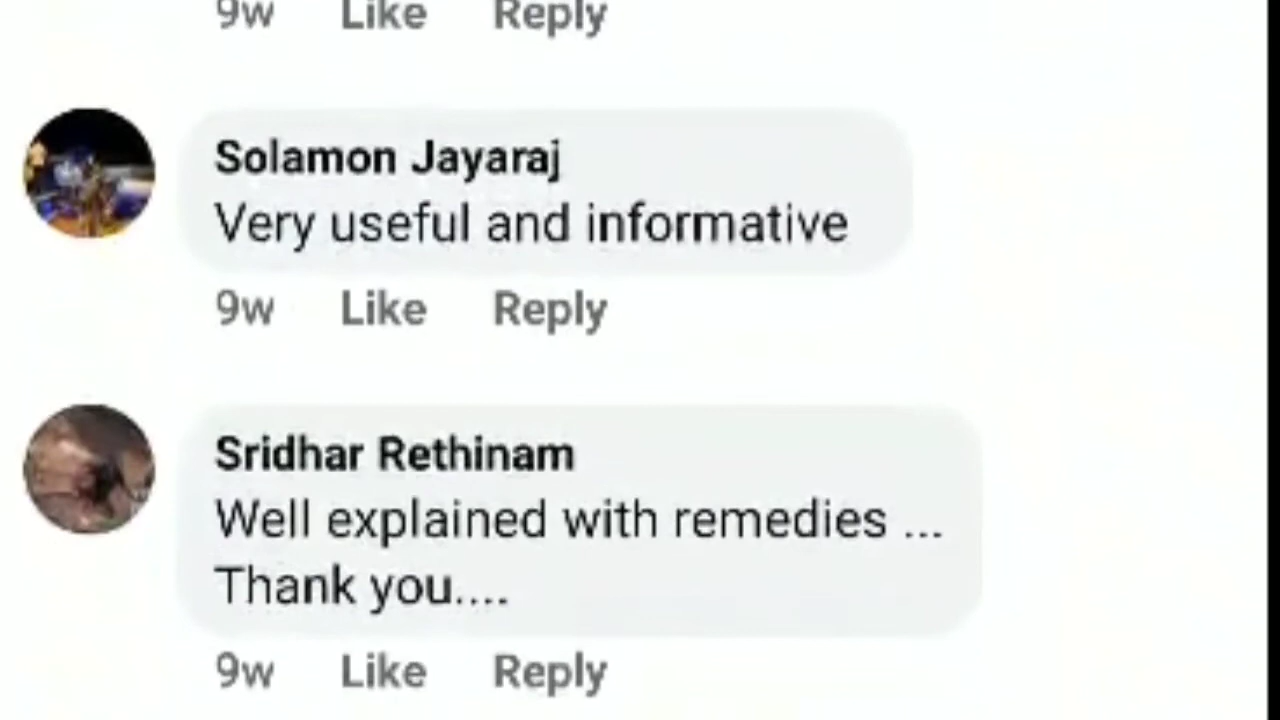 9w Like Reply
Solamon Jayaraj
Very useful and informative
9w Like Reply
Sridhar Rethinam
Well explained with remedies ...
Thank you....
9w Like Reply